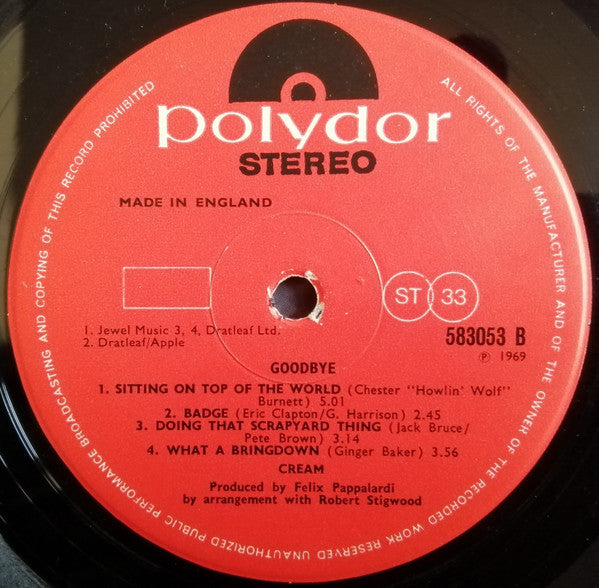 polydor
STEREO
MADE IN ENGLAND
ST 33
1. Jewel Music 3, 4, Dratleaf Ltd.
2. Dratleaf/Apple
583053 B
Ⓟ 1969
GOODBYE
1. SITTING ON TOP OF THE WORLD (Chester "Howlin' Wolf"
Burnett) 5.01
2. BADGE (Eric Clapton/G. Harrison) 2.45
3. DOING THAT SCRAPYARD THING (Jack Bruce/
Pete Brown) 3.14
4. WHAT A BRINGDOWN (Ginger Baker) 3.56
CREAM
Produced by Felix Pappalardi
by arrangement with Robert Stigwood
ALL RIGHTS OF THE MANUFACTURER AND OF THE OWNER OF THE RECORDED WORK RESERVED UNAUTHORIZED PUBLIC PERFORMANCE BROADCASTING AND COPYING OF THIS RECORD PROHIBITED